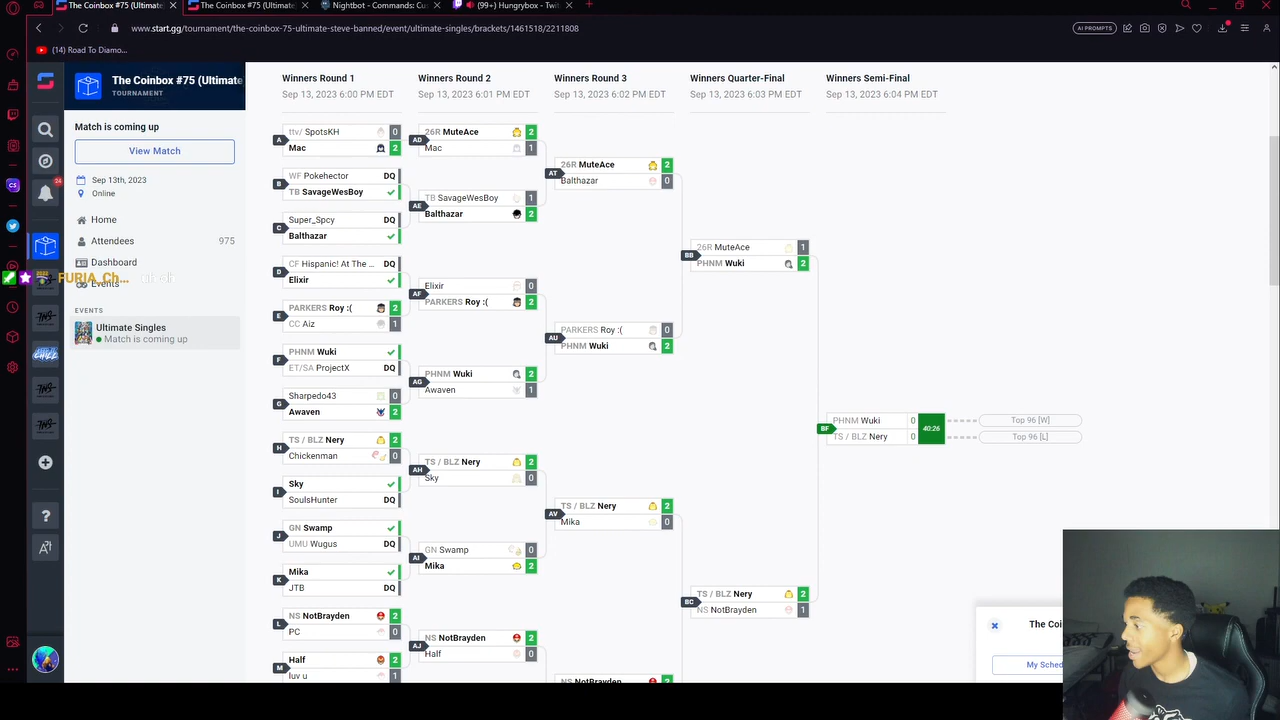 The Coinbox #75 (Ultimate
The Coinbox #75 (Ultimate
Nightbot - Commands: Cus
(99+) Hungrybox - Twit
www.start.gg/tournament/the-coinbox-75-ultimate-steve-banned/event/ultimate-singles/brackets/1461518/2211808
AI PROMPTS
(14) Road To Diamo...
The Coinbox #75 (Ultimate
TOURNAMENT
Match is coming up
View Match
Sep 13th, 2023
Online
Home
Attendees 975
Dashboard
Events
FURIA_Ch...
EVENTS
Ultimate Singles
Match is coming up
24
Winners Round 1
Sep 13, 2023 6:00 PM EDT
A
ttv/ SpotsKH 0
Mac 2
B
WF Pokehector DQ
TB SavageWesBoy
C
Super_Spcy DQ
Balthazar
D
CF Hispanic! At The ... DQ
Elixir
E
PARKERS Roy :( 2
CC Aiz 1
F
PHNM Wuki
ET/SA ProjectX DQ
G
Sharpedo43 0
Awaven 2
H
TS / BLZ Nery 2
Chickenman 0
I
Sky
SoulsHunter DQ
J
GN Swamp
UMU Wugus DQ
K
Mika
JTB DQ
L
NS NotBrayden 2
PC 0
M
Half 2
luv u 1
Winners Round 2
Sep 13, 2023 6:01 PM EDT
AD
26R MuteAce 2
Mac 1
AE
TB SavageWesBoy 1
Balthazar 2
AF
Elixir 0
PARKERS Roy :( 2
AG
PHNM Wuki 2
Awaven 1
AH
TS / BLZ Nery 2
Sky 0
AI
GN Swamp 0
Mika 2
AJ
NS NotBrayden 2
Half 0
Winners Round 3
Sep 13, 2023 6:02 PM EDT
AT
26R MuteAce 2
Balthazar 0
AU
PARKERS Roy :( 0
PHNM Wuki 2
AV
TS / BLZ Nery 2
Mika 0
NS NotBrayden 2
Winners Quarter-Final
Sep 13, 2023 6:03 PM EDT
BB
26R MuteAce 1
PHNM Wuki 2
BC
TS / BLZ Nery 2
NS NotBrayden 1
Winners Semi-Final
Sep 13, 2023 6:04 PM EDT
BF
PHNM Wuki 0
TS / BLZ Nery 0
40:26
Top 96 [W]
Top 96 [L]
The Coi
My Sched